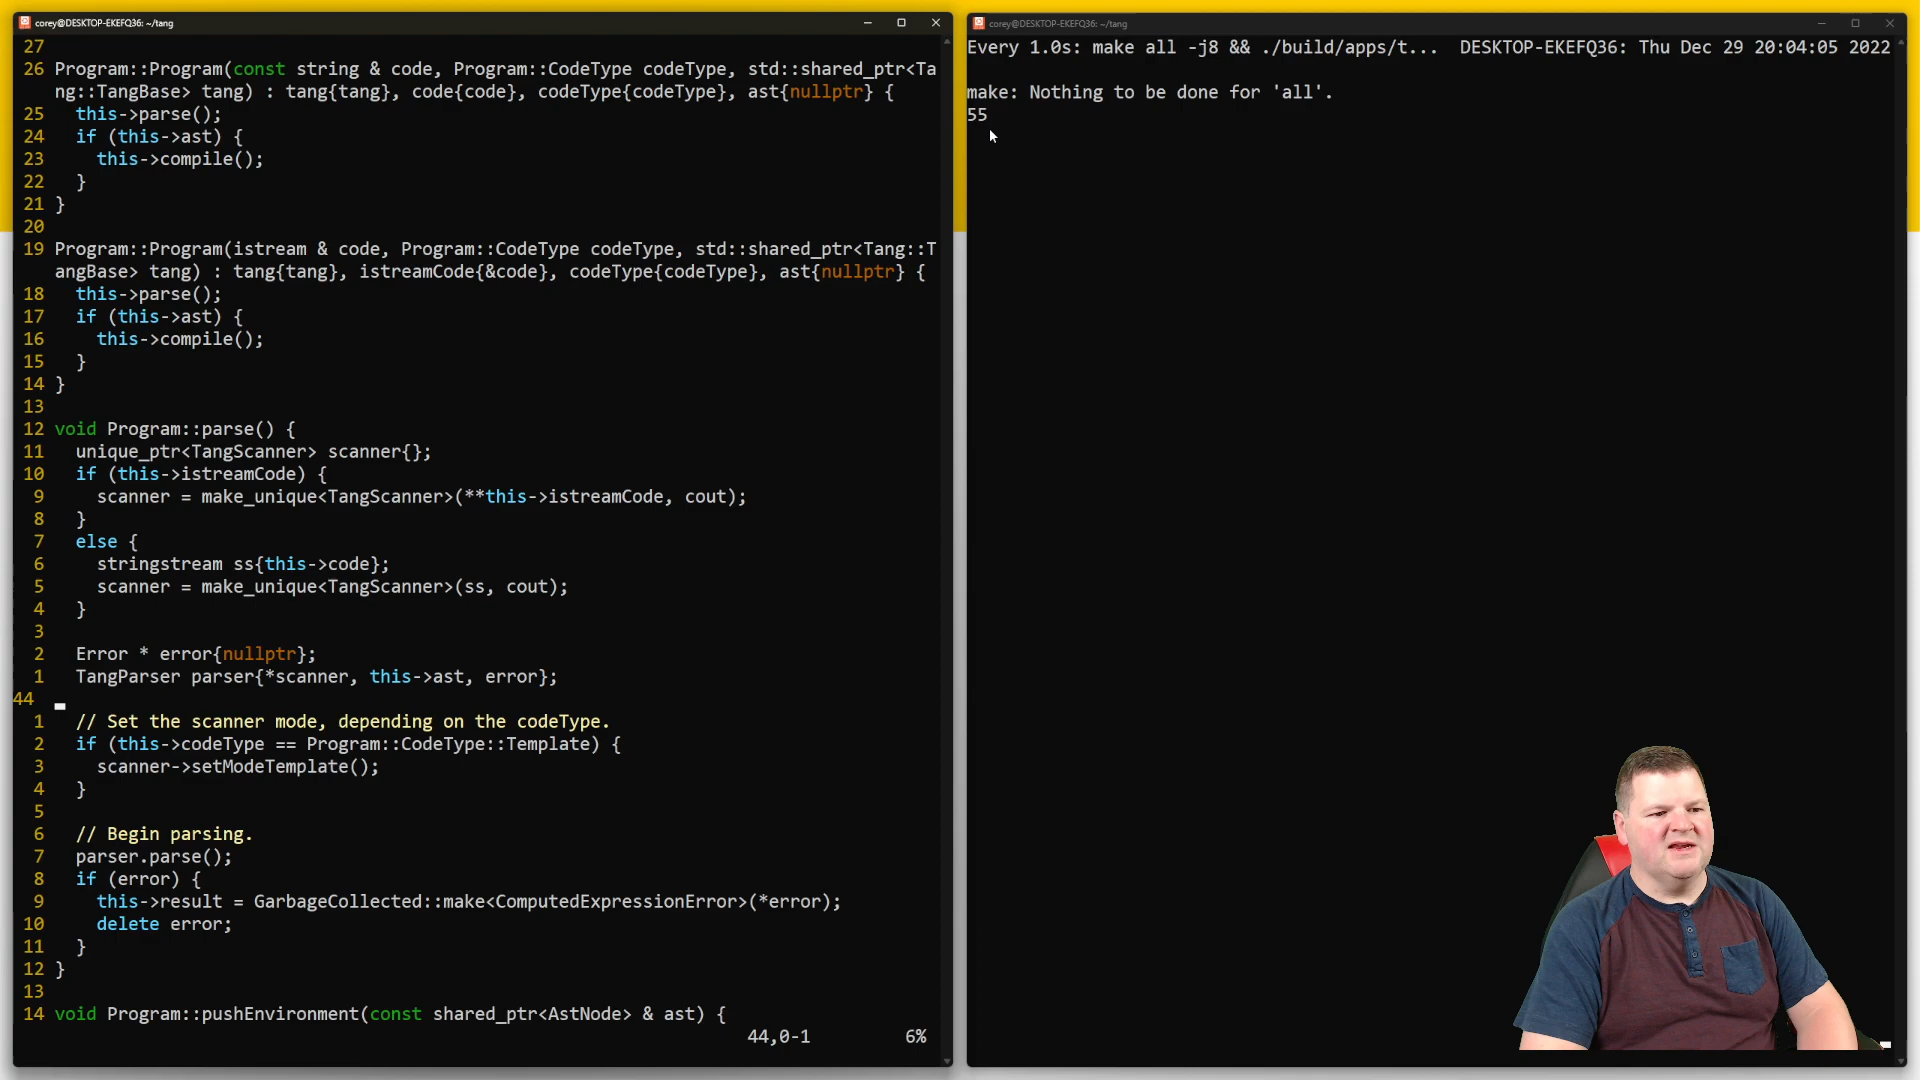 corey@DESKTOP-EKEFQ36: ~/tang
27
26 Program::Program(const string & code, Program::CodeType codeType, std::shared_ptr<Ta
ng::TangBase> tang) : tang{tang}, code{code}, codeType{codeType}, ast{nullptr} {
25   this->parse();
24   if (this->ast) {
23     this->compile();
22   }
21 }
20
19 Program::Program(istream & code, Program::CodeType codeType, std::shared_ptr<Tang::T
angBase> tang) : tang{tang}, istreamCode{&code}, codeType{codeType}, ast{nullptr} {
18   this->parse();
17   if (this->ast) {
16     this->compile();
15   }
14 }
13
12 void Program::parse() {
11   unique_ptr<TangScanner> scanner{};
10   if (this->istreamCode) {
9     scanner = make_unique<TangScanner>(**this->istreamCode, cout);
8   }
7   else {
6     stringstream ss{this->code};
5     scanner = make_unique<TangScanner>(ss, cout);
4   }
3
2   Error * error{nullptr};
1   TangParser parser{*scanner, this->ast, error};
44
1   // Set the scanner mode, depending on the codeType.
2   if (this->codeType == Program::CodeType::Template) {
3     scanner->setModeTemplate();
4   }
5
6   // Begin parsing.
7   parser.parse();
8   if (error) {
9     this->result = GarbageCollected::make<ComputedExpressionError>(*error);
10     delete error;
11   }
12 }
13
14 void Program::pushEnvironment(const shared_ptr<AstNode> & ast) {
44,0-1 6%
corey@DESKTOP-EKEFQ36: ~/tang
Every 1.0s: make all -j8 && ./build/apps/t... DESKTOP-EKEFQ36: Thu Dec 29 20:04:05 2022
make: Nothing to be done for 'all'.
55